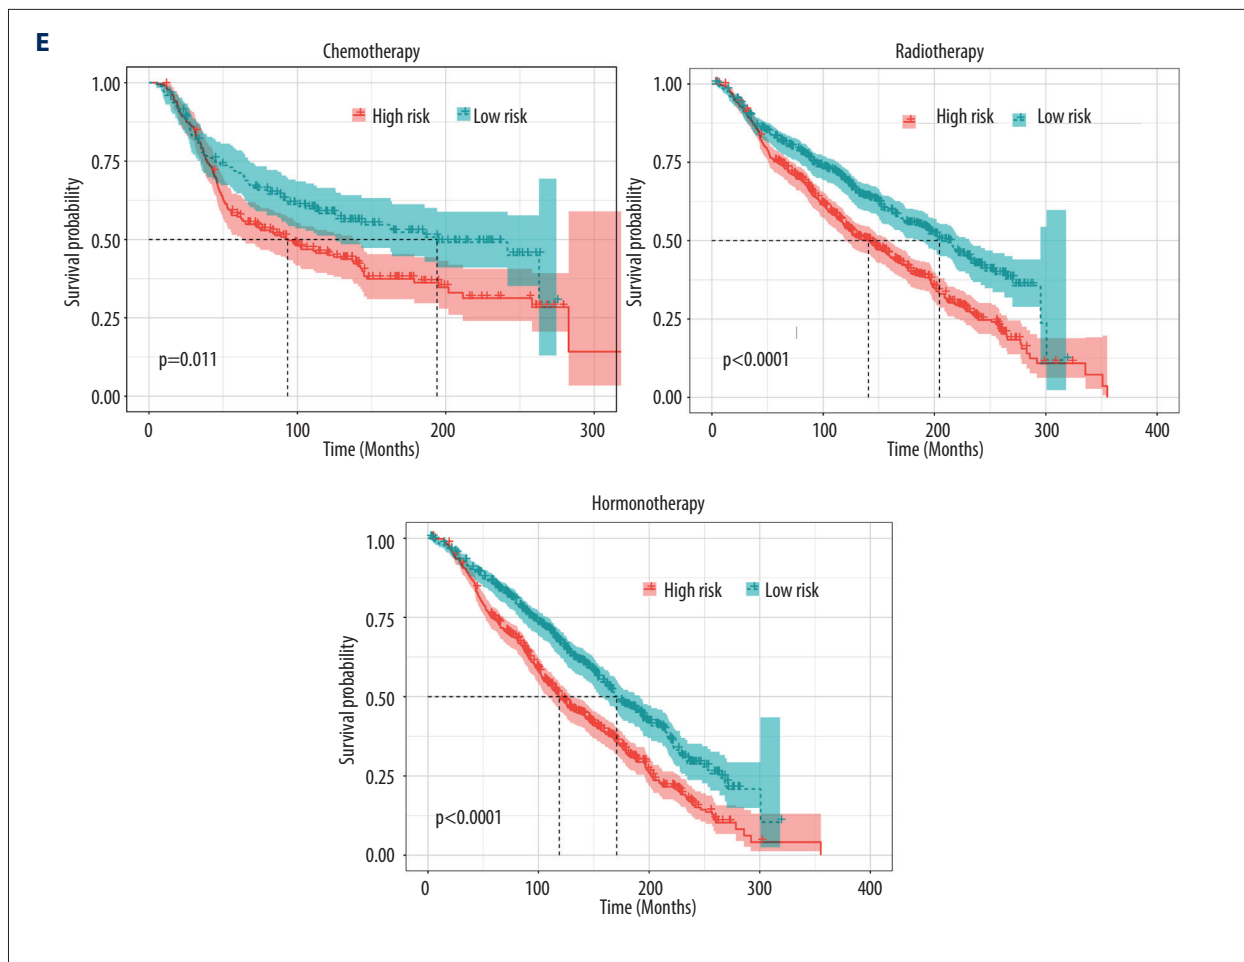 E
Chemotherapy
1.00
0.75
0.50
0.25
0.00
Survival probability
High risk
Low risk
p=0.011
0
100
200
300
Time (Months)
Radiotherapy
1.00
0.75
0.50
0.25
0.00
Survival probability
High risk
Low risk
p<0.0001
0
100
200
300
400
Time (Months)
Hormonotherapy
1.00
0.75
0.50
0.25
0.00
Survival probability
High risk
Low risk
p<0.0001
0
100
200
300
400
Time (Months)